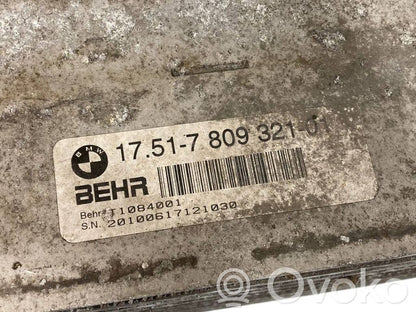 BMW
17.51-7 809 321-01
BEHR
Behr# T1084001
S.N. 20100617121030
Ovoko